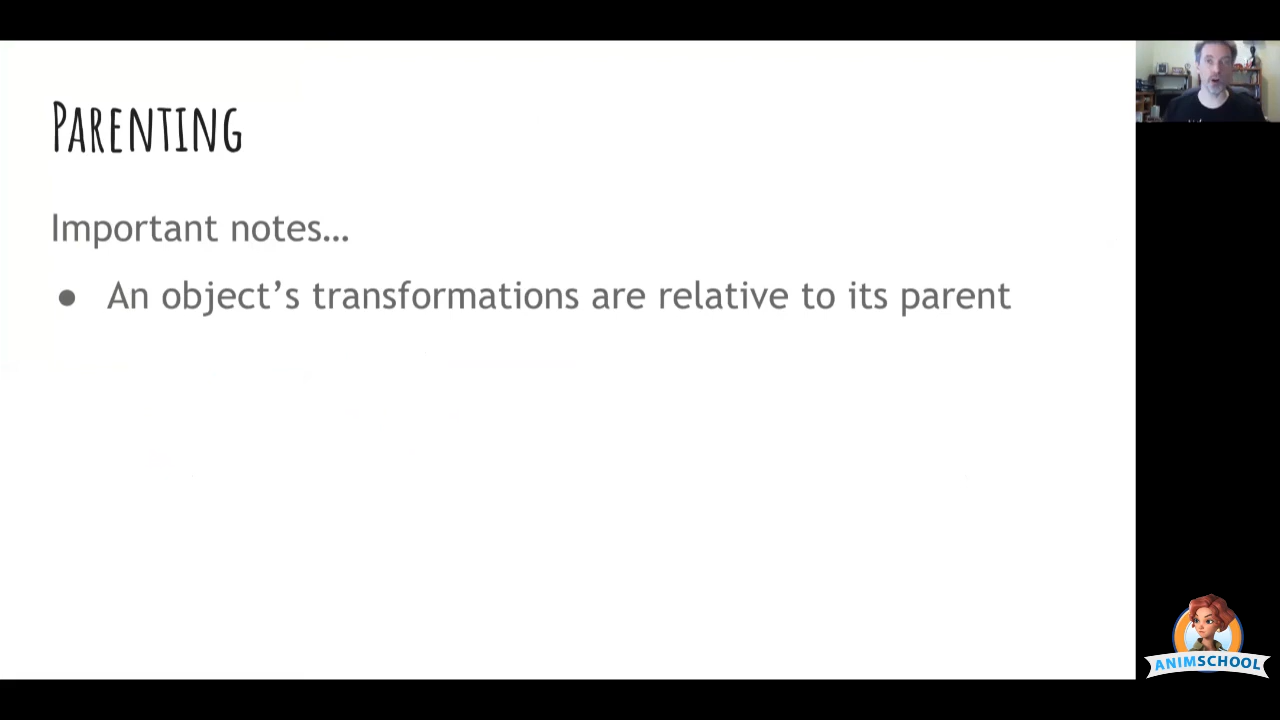 PARENTING
Important notes…
● An object’s transformations are relative to its parent
ANIMSCHOOL